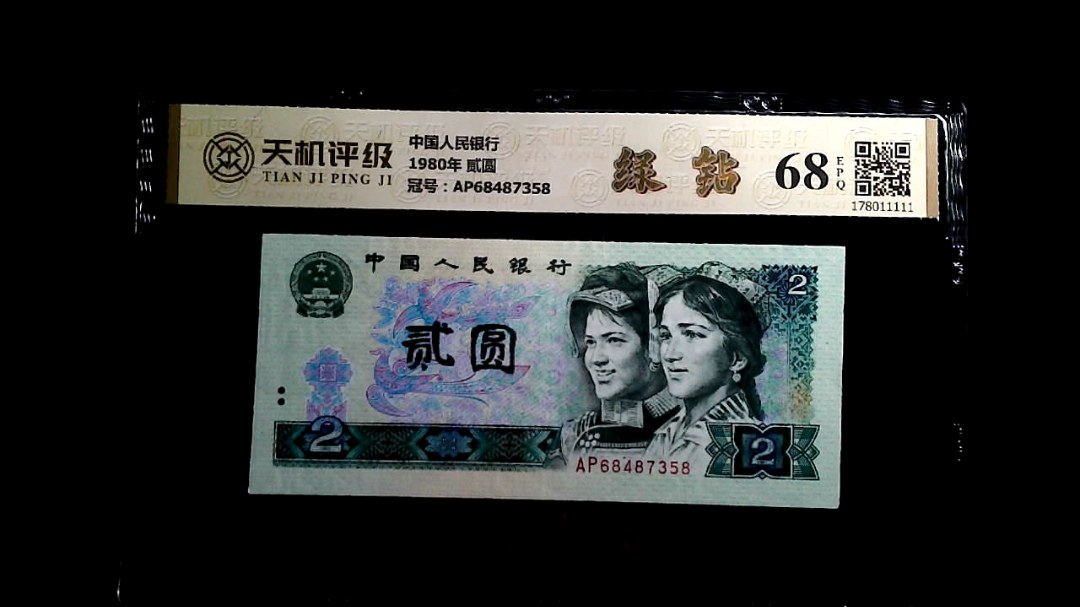 天机评级
TIAN JI PING JI
中国人民银行
1980年 贰圆
冠号：AP68487358
绿 钻
68
EPQ
178011111
中国人民银行
2
贰圆
2
AP68487358
2